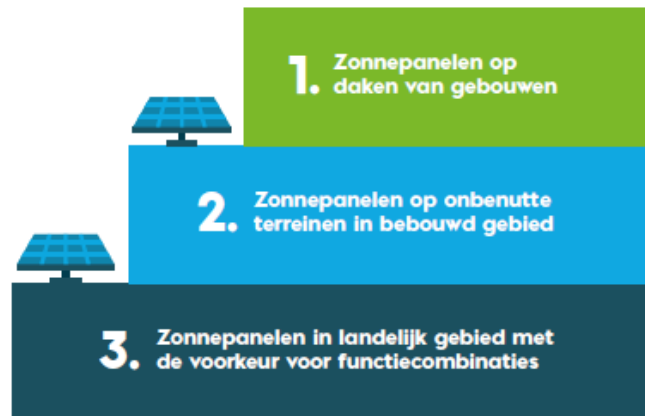 1. Zonnepanelen op
daken van gebouwen
2. Zonnepanelen op onbenutte
terreinen in bebouwd gebied
3. Zonnepanelen in landelijk gebied met
de voorkeur voor functiecombinaties